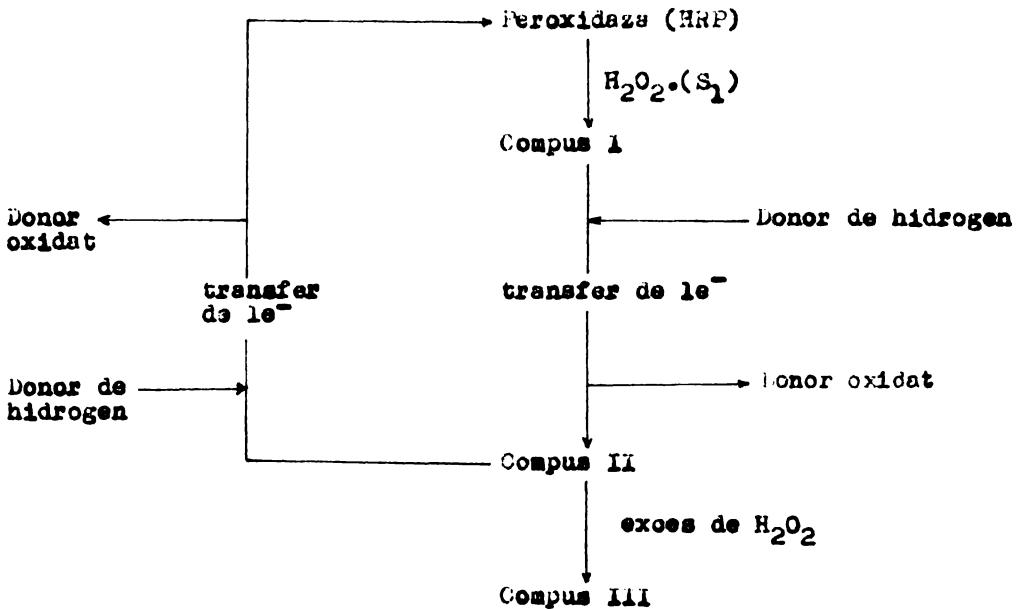 Peroxidaza (HRP)
H2O2.(S1)
Compus I
Donor
oxidat
Donor de hidrogen
transfer
de 1e-
transfer de 1e-
Donor de
hidrogen
Donor oxidat
Compus II
exces de H2O2
Compus III